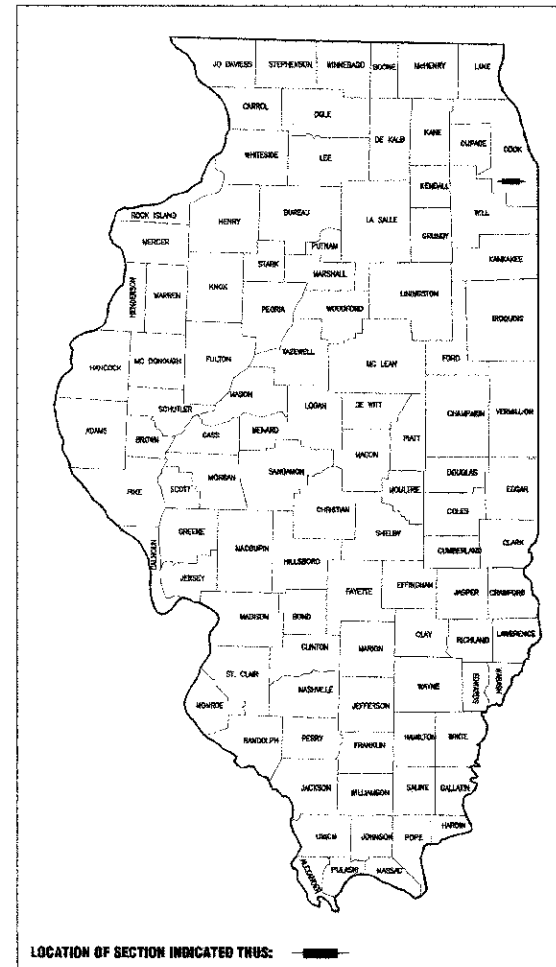 JO DAVIESS STEPHENSON WINNEBAGO BOONE McHENRY LAKE
CARROL OGLE
DE KALB KANE DUPAGE COOK
WHITESIDE LEE
KENDALL
ROCK ISLAND HENRY BUREAU LA SALLE GRUNDY WILL
MERCER PUTNAM
STARK MARSHALL KANKAKEE
HENDERSON WARREN KNOX PEORIA WOODFORD LIVINGSTON IROQUOIS
HANCOCK MC DONOUGH FULTON TAZEWELL MC LEAN FORD
MASON
SCHUYLER LOGAN DE WITT CHAMPAIGN VERMILLION
ADAMS BROWN CASS MENARD PIATT
MACON
PIKE SCOTT MORGAN SANGAMON MOULTRIE DOUGLAS EDGAR
CHRISTIAN COLES
GREENE SHELBY
CALHOUN MACOUPIN HILLSBORO CUMBERLAND CLARK
JERSEY FAYETTE EFFINGHAM JASPER CRAWFORD
MADISON BOND
CLINTON MARION CLAY RICHLAND LAWRENCE
ST. CLAIR WAYNE EDWARDS WABASH
MONROE NASHVILLE JEFFERSON
RANDOLPH PERRY FRANKLIN HAMILTON WHITE
JACKSON WILLIAMSON SALINE GALLATIN
HARDIN
UNION JOHNSON POPE
ALEXANDER PULASKI MASSAC
LOCATION OF SECTION INDICATED THUS: